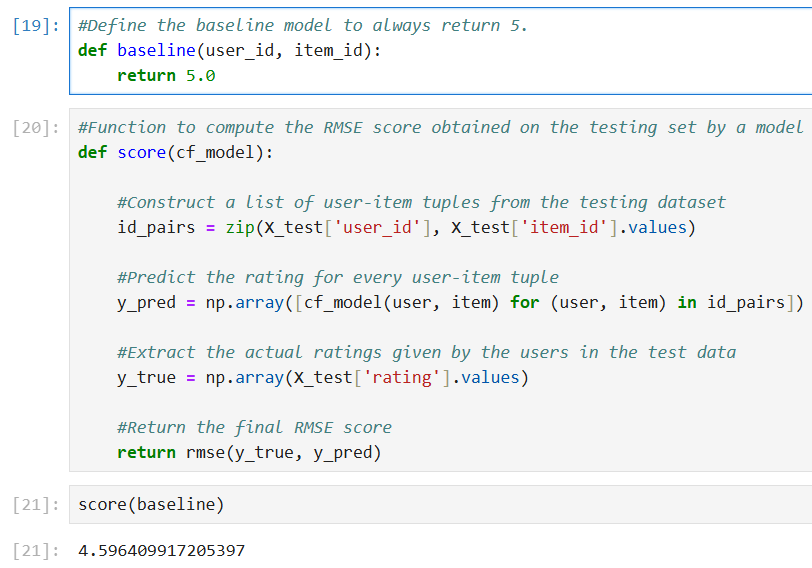 [19]: #Define the baseline model to always return 5.
def baseline(user_id, item_id):
    return 5.0
[20]: #Function to compute the RMSE score obtained on the testing set by a model
def score(cf_model):
    #Construct a list of user-item tuples from the testing dataset
    id_pairs = zip(X_test['user_id'], X_test['item_id'].values)
    #Predict the rating for every user-item tuple
    y_pred = np.array([cf_model(user, item) for (user, item) in id_pairs])
    #Extract the actual ratings given by the users in the test data
    y_true = np.array(X_test['rating'].values)
    #Return the final RMSE score
    return rmse(y_true, y_pred)
[21]: score(baseline)
[21]: 4.596409917205397